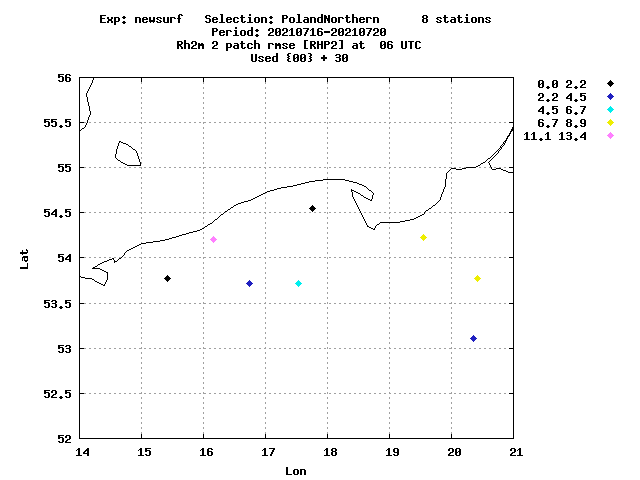 Exp: newsurf   Selection: PolandNorthern      8 stations
Period: 20210716-20210720
Rh2m 2 patch rmse [RHP2] at  06 UTC
Used {00} + 30
0.0 2.2
2.2 4.5
4.5 6.7
6.7 8.9
11.1 13.4
56
55.5
55
54.5
54
53.5
53
52.5
52
Lat
14 15 16 17 18 19 20 21
Lon